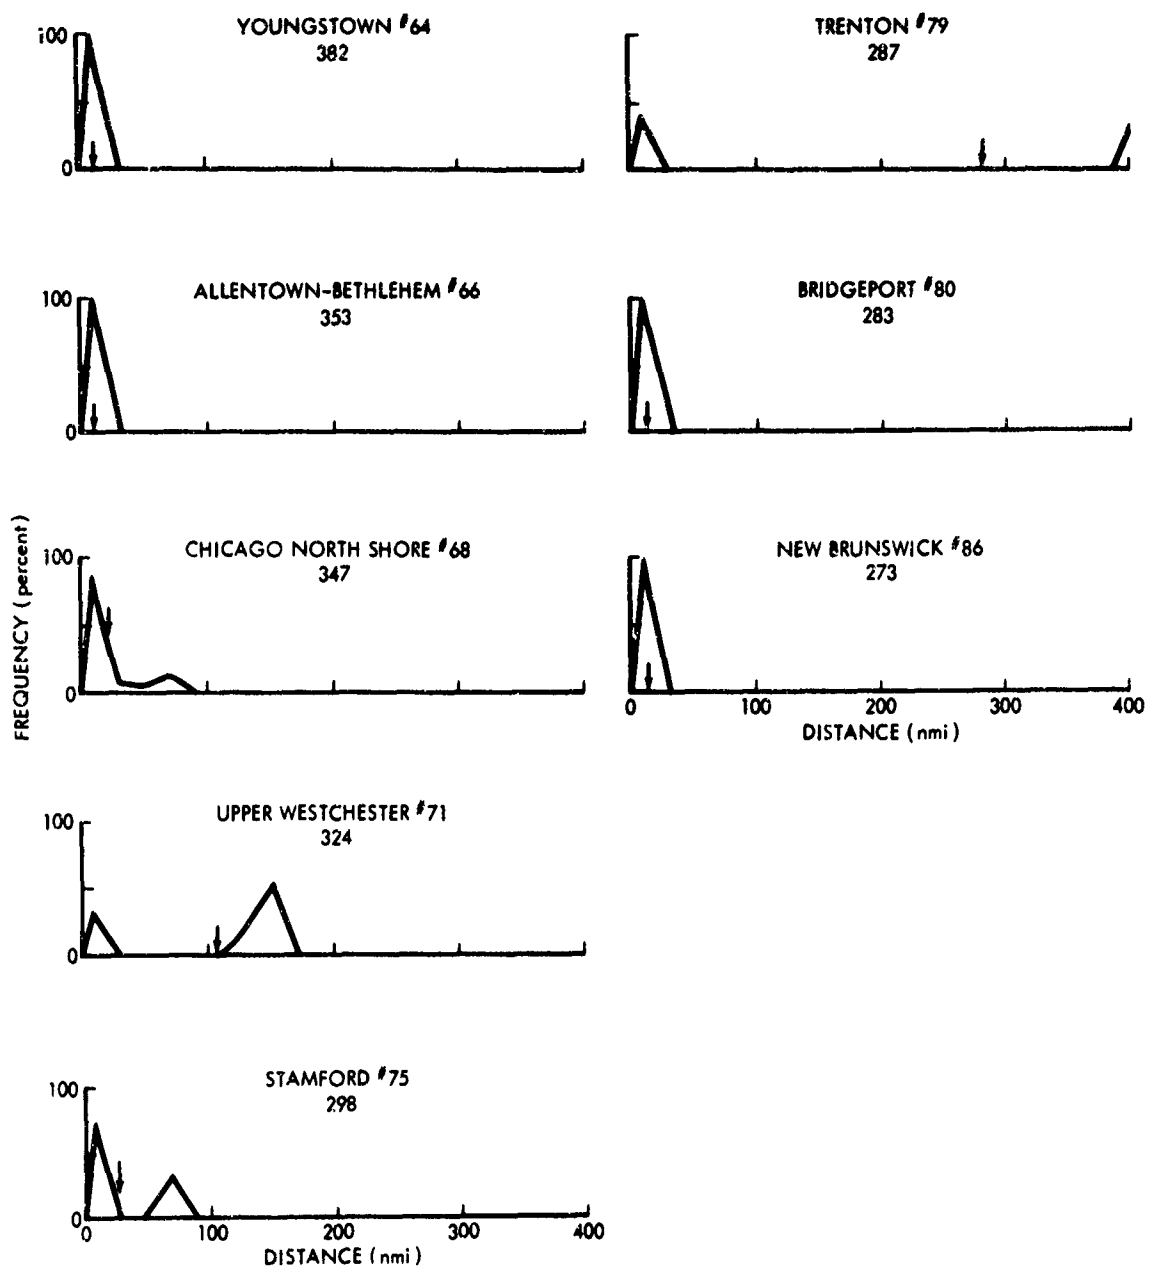 YOUNGSTOWN #64
382
100
0
TRENTON #79
287
ALLENTOWN-BETHLEHEM #66
353
100
0
BRIDGEPORT #80
283
FREQUENCY (percent)
CHICAGO NORTH SHORE #68
347
100
0
NEW BRUNSWICK #86
273
0 100 200 300 400
DISTANCE (nmi)
UPPER WESTCHESTER #71
324
100
0
STAMFORD #75
298
100
0
0 100 200 300 400
DISTANCE (nmi)